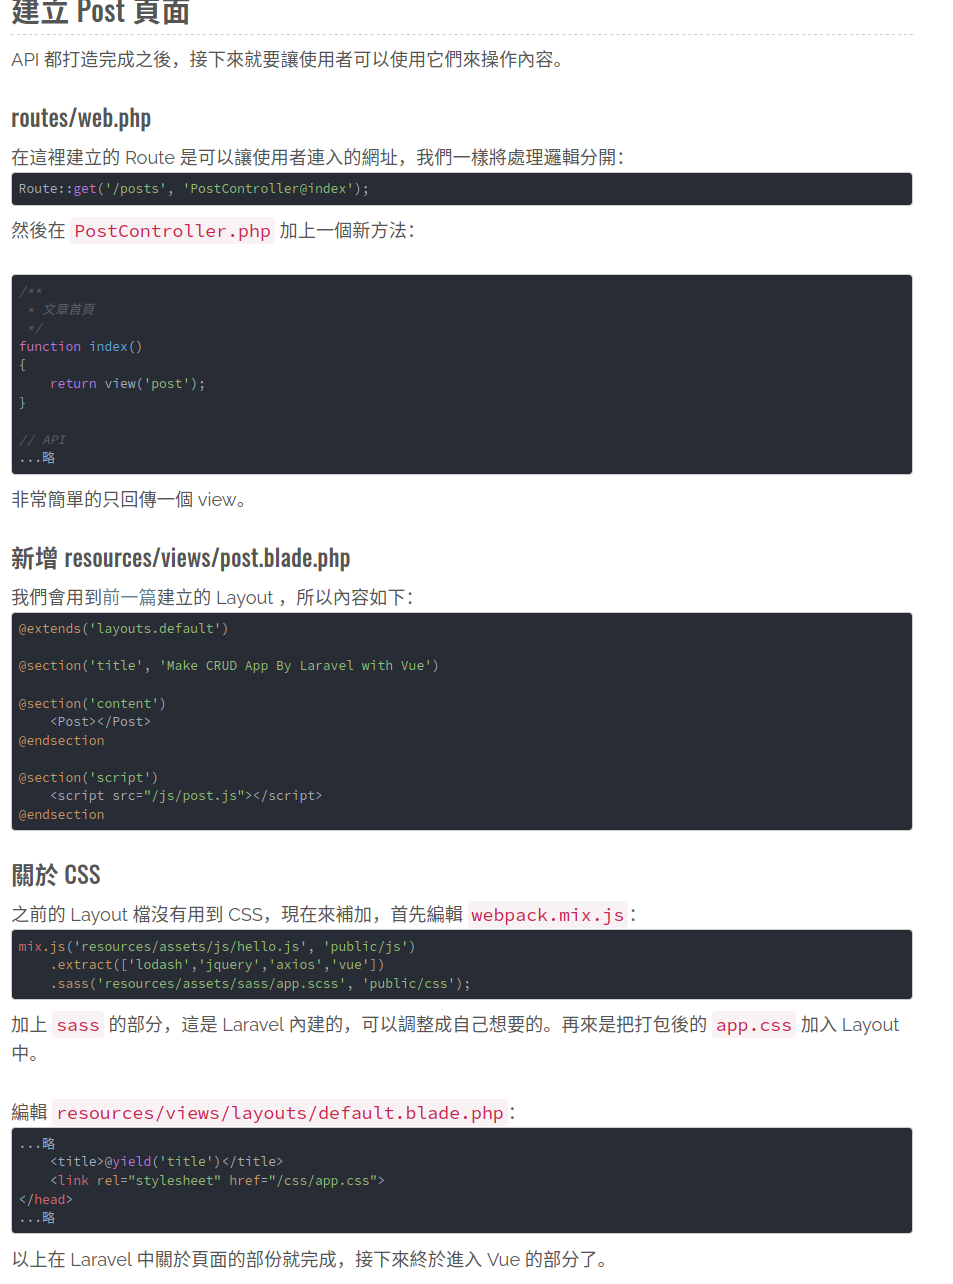 建立 Post 頁面
API 都打造完成之後，接下來就要讓使用者可以使用它們來操作內容。
routes/web.php
在這裡建立的 Route 是可以讓使用者連入的網址，我們一樣將處理邏輯分開：
Route::get('/posts', 'PostController@index');
然後在 PostController.php 加上一個新方法：
/**
 * 文章首頁
 */
function index()
{
    return view('post');
}

// API
...略
非常簡單的只回傳一個 view。
新增 resources/views/post.blade.php
我們會用到前一篇建立的 Layout ，所以內容如下：
@extends('layouts.default')

@section('title', 'Make CRUD App By Laravel with Vue')

@section('content')
    <Post></Post>
@endsection

@section('script')
    <script src="/js/post.js"></script>
@endsection
關於 CSS
之前的 Layout 檔沒有用到 CSS，現在來補加，首先編輯 webpack.mix.js：
mix.js('resources/assets/js/hello.js', 'public/js')
    .extract(['lodash','jquery','axios','vue'])
    .sass('resources/assets/sass/app.scss', 'public/css');
加上 sass 的部分，這是 Laravel 內建的，可以調整成自己想要的。再來是把打包後的 app.css 加入 Layout
中。
編輯 resources/views/layouts/default.blade.php：
...略
    <title>@yield('title')</title>
    <link rel="stylesheet" href="/css/app.css">
</head>
...略
以上在 Laravel 中關於頁面的部份就完成，接下來終於進入 Vue 的部分了。